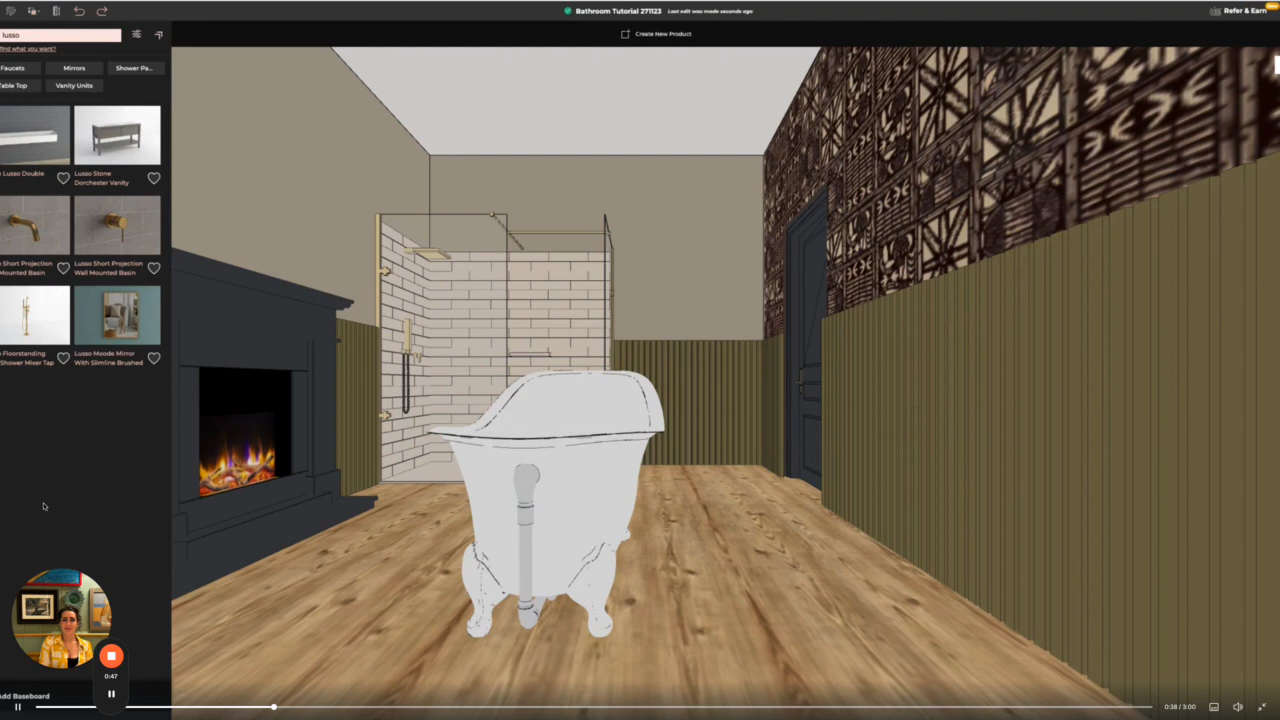 Bathroom Tutorial 271123
Last edit was made seconds ago
Refer & Earn
New
lusso
Create New Product
find what you want?
Faucets
Mirrors
Shower Pa...
Table Top
Vanity Units
Lusso Double
Lusso Stone
Dorchester Vanity
Short Projection
Mounted Basin
Lusso Short Projection
Wall Mounted Basin
Floorstanding
Shower Mixer Tap
Lusso Moode Mirror
With Slimline Brushed
0:47
Add Baseboard
0:38 / 3:00